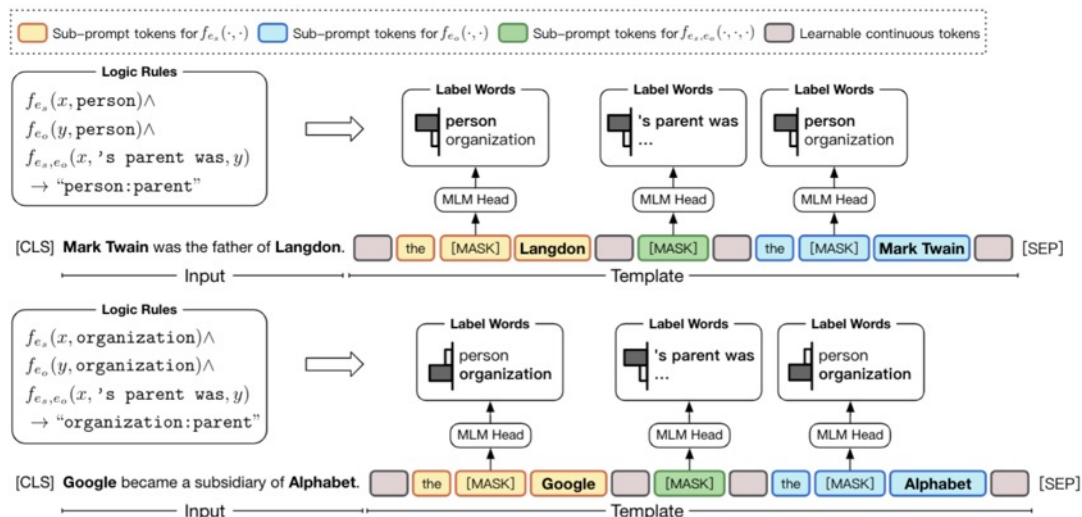 Sub-prompt tokens for f_{e_s}(·,·) Sub-prompt tokens for f_{e_o}(·,·) Sub-prompt tokens for f_{e_s,e_o}(·,·,·) Learnable continuous tokens
Logic Rules
f_{e_s}(x, person)∧
f_{e_o}(y, person)∧
f_{e_s,e_o}(x, 's parent was, y)
→ “person:parent”
Label Words
person
organization
Label Words
's parent was
...
Label Words
person
organization
MLM Head MLM Head MLM Head
[CLS] Mark Twain was the father of Langdon. the [MASK] Langdon [MASK] the [MASK] Mark Twain [SEP]
Input Template
Logic Rules
f_{e_s}(x, organization)∧
f_{e_o}(y, organization)∧
f_{e_s,e_o}(x, 's parent was, y)
→ “organization:parent”
Label Words
person
organization
Label Words
's parent was
...
Label Words
person
organization
MLM Head MLM Head MLM Head
[CLS] Google became a subsidiary of Alphabet. the [MASK] Google [MASK] the [MASK] Alphabet [SEP]
Input Template